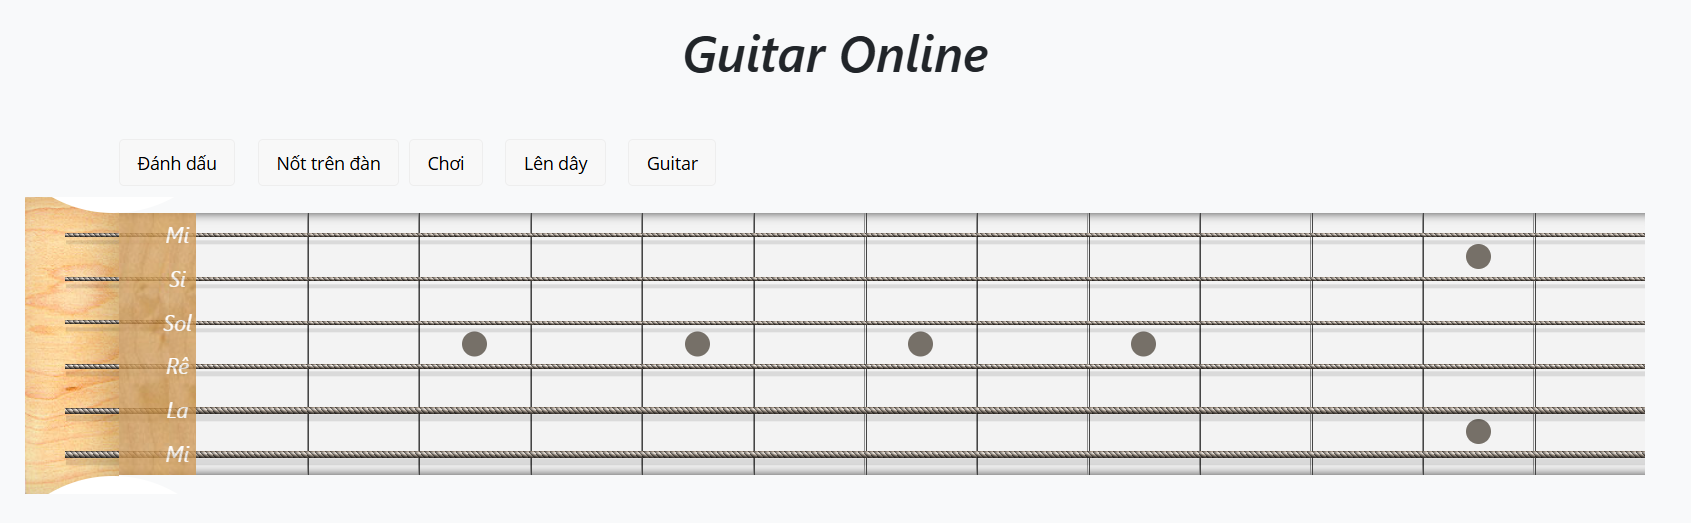 Guitar Online
Đánh dấu Nốt trên đàn Chơi Lên dây Guitar
Mi
Si
Sol
Rê
La
Mi